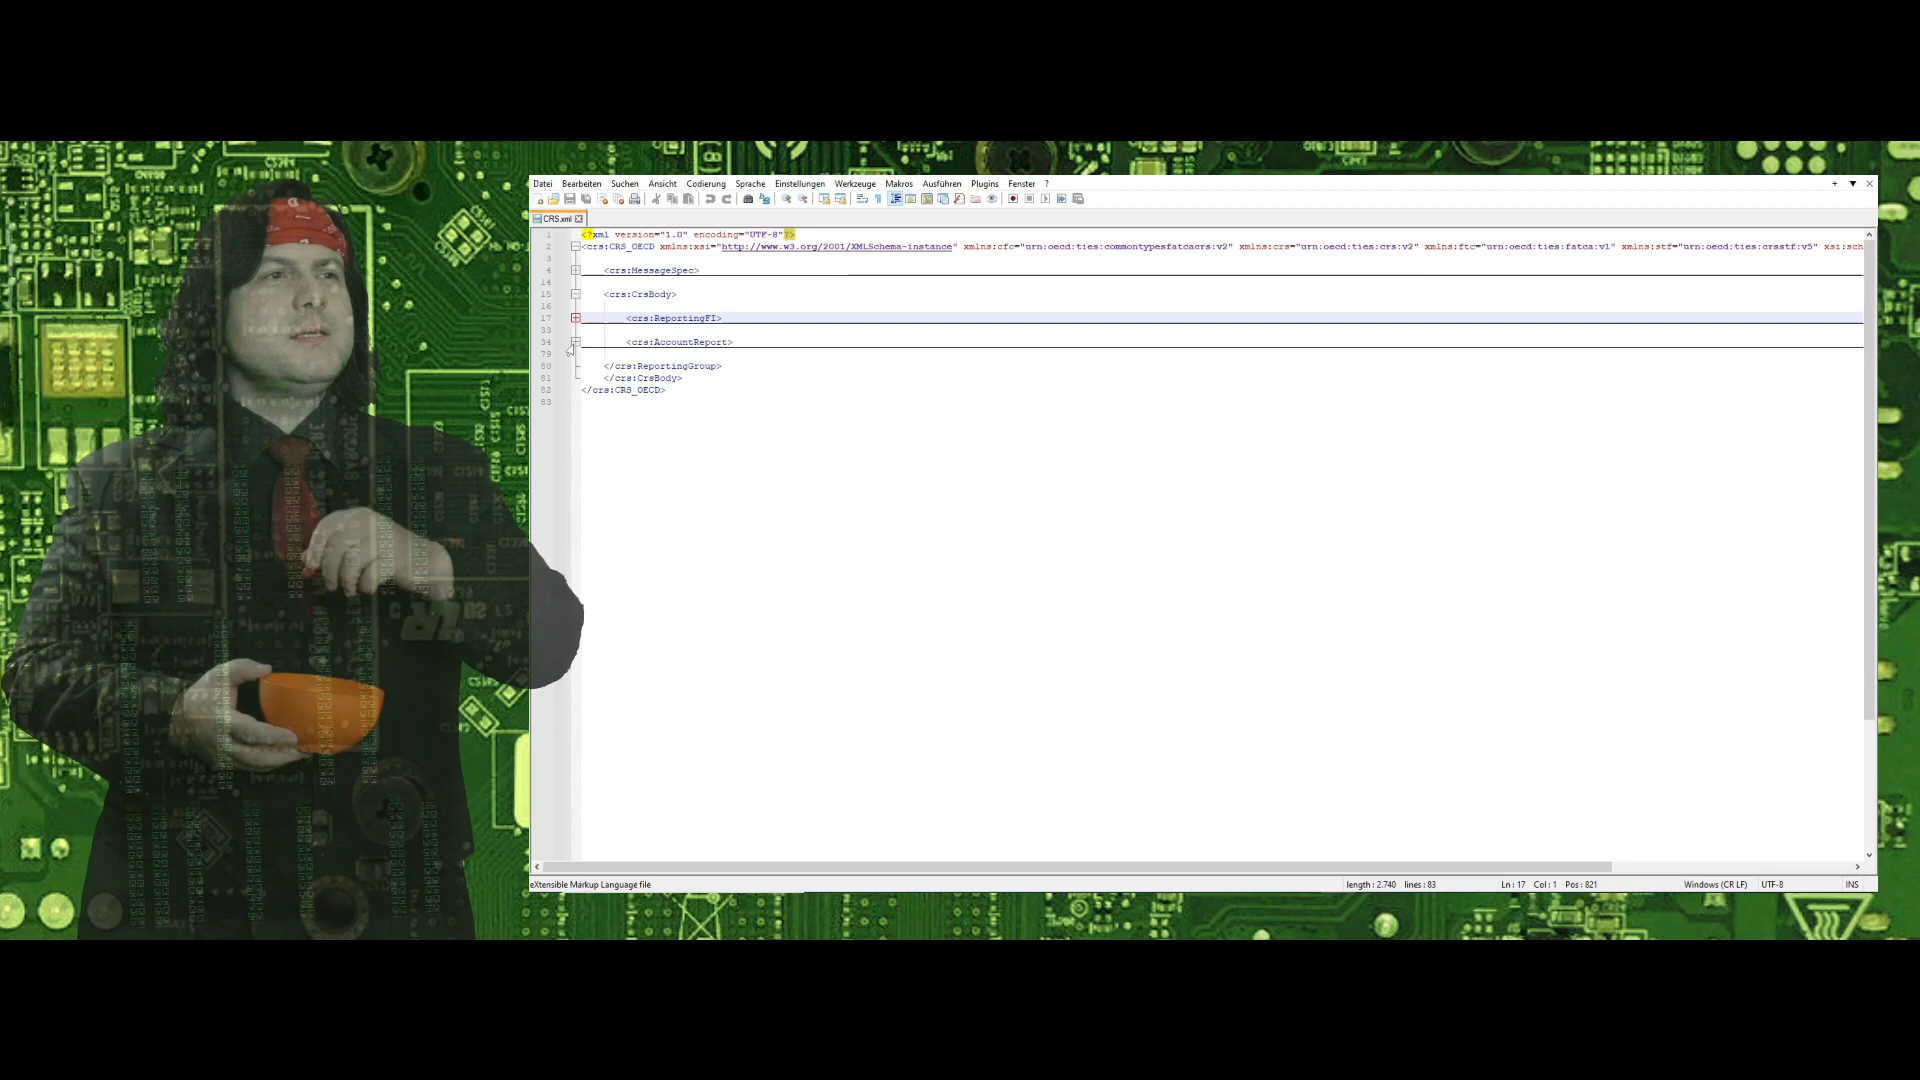 Datei Bearbeiten Suchen Ansicht Codierung Sprache Einstellungen Werkzeuge Makros Ausführen Plugins Fenster ?
CRS.xml
1 <?xml version="1.0" encoding="UTF-8"?>
2 <crs:CRS_OECD xmlns:xsi="http://www.w3.org/2001/XMLSchema-instance" xmlns:cfc="urn:oecd:ties:commontypesfatcacrs:v2" xmlns:crs="urn:oecd:ties:crs:v2" xmlns:ftc="urn:oecd:ties:fatca:v1" xmlns:stf="urn:oecd:ties:crsstf:v5" xsi:sch
3
4 <crs:MessageSpec>
14
15 <crs:CrsBody>
16
17 <crs:ReportingFI>
33
34 <crs:AccountReport>
79
80 </crs:ReportingGroup>
81 </crs:CrsBody>
82 </crs:CRS_OECD>
83
eXtensible Markup Language file length : 2.740 lines : 83 Ln : 17 Col : 1 Pos : 821 Windows (CR LF) UTF-8 INS